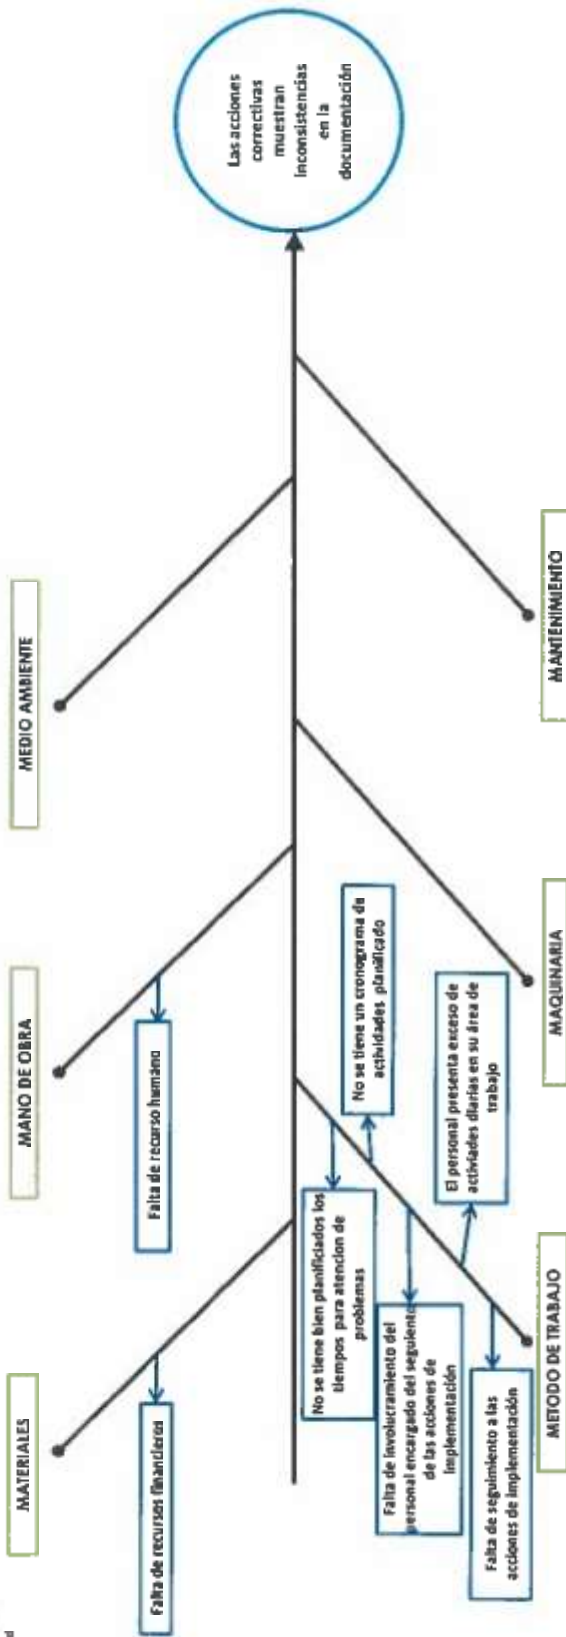 MATERIALES
MANO DE OBRA
MEDIO AMBIENTE
Falta de recursos financieros
Falta de recurso humano
Las acciones
correctivas
muestran
inconsistencias
en la
documentación
No se tiene bien planificiados los
tiempos para atencion de
problemas
No se tiene un cronograma de
actividades planificado
Falta de involucramiento del
personal encargado del seguiento
de las acciones de
implementación
El personal presenta exceso de
activiades diarias en su área de
trabajo
Falta de seguimiento a las
acciones de implementación
METODO DE TRABAJO
MAQUINARIA
MANTENIMIENTO